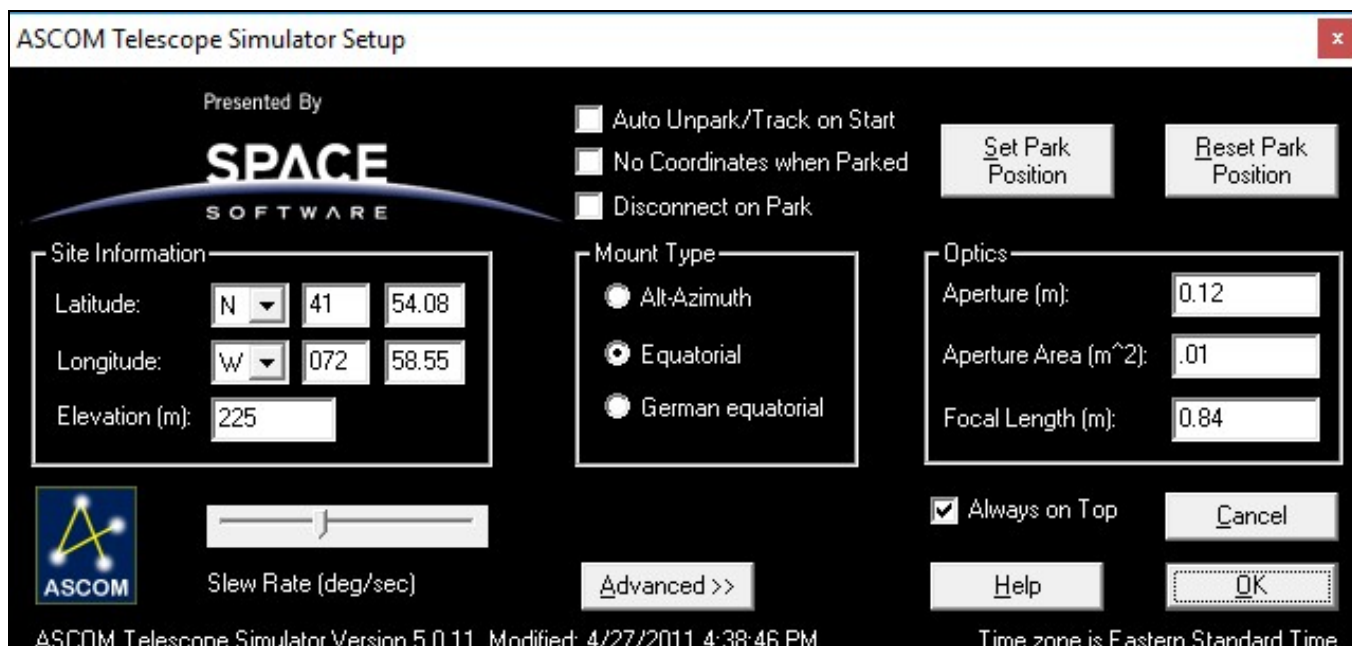 ASCOM Telescope Simulator Setup
x
Presented By
SPACE
SOFTWARE
Auto Unpark/Track on Start
No Coordinates when Parked
Disconnect on Park
Set Park
Position
Reset Park
Position
Site Information
Latitude: N 41 54.08
Longitude: W 072 58.55
Elevation (m): 225
Mount Type
Alt-Azimuth
Equatorial
German equatorial
Optics
Aperture (m): 0.12
Aperture Area (m^2): .01
Focal Length (m): 0.84
ASCOM
Slew Rate (deg/sec)
Advanced >>
Always on Top
Cancel
Help
OK
ASCOM Telescope Simulator Version 5.0.11 Modified: 4/27/2011 4:38:46 PM
Time zone is Eastern Standard Time